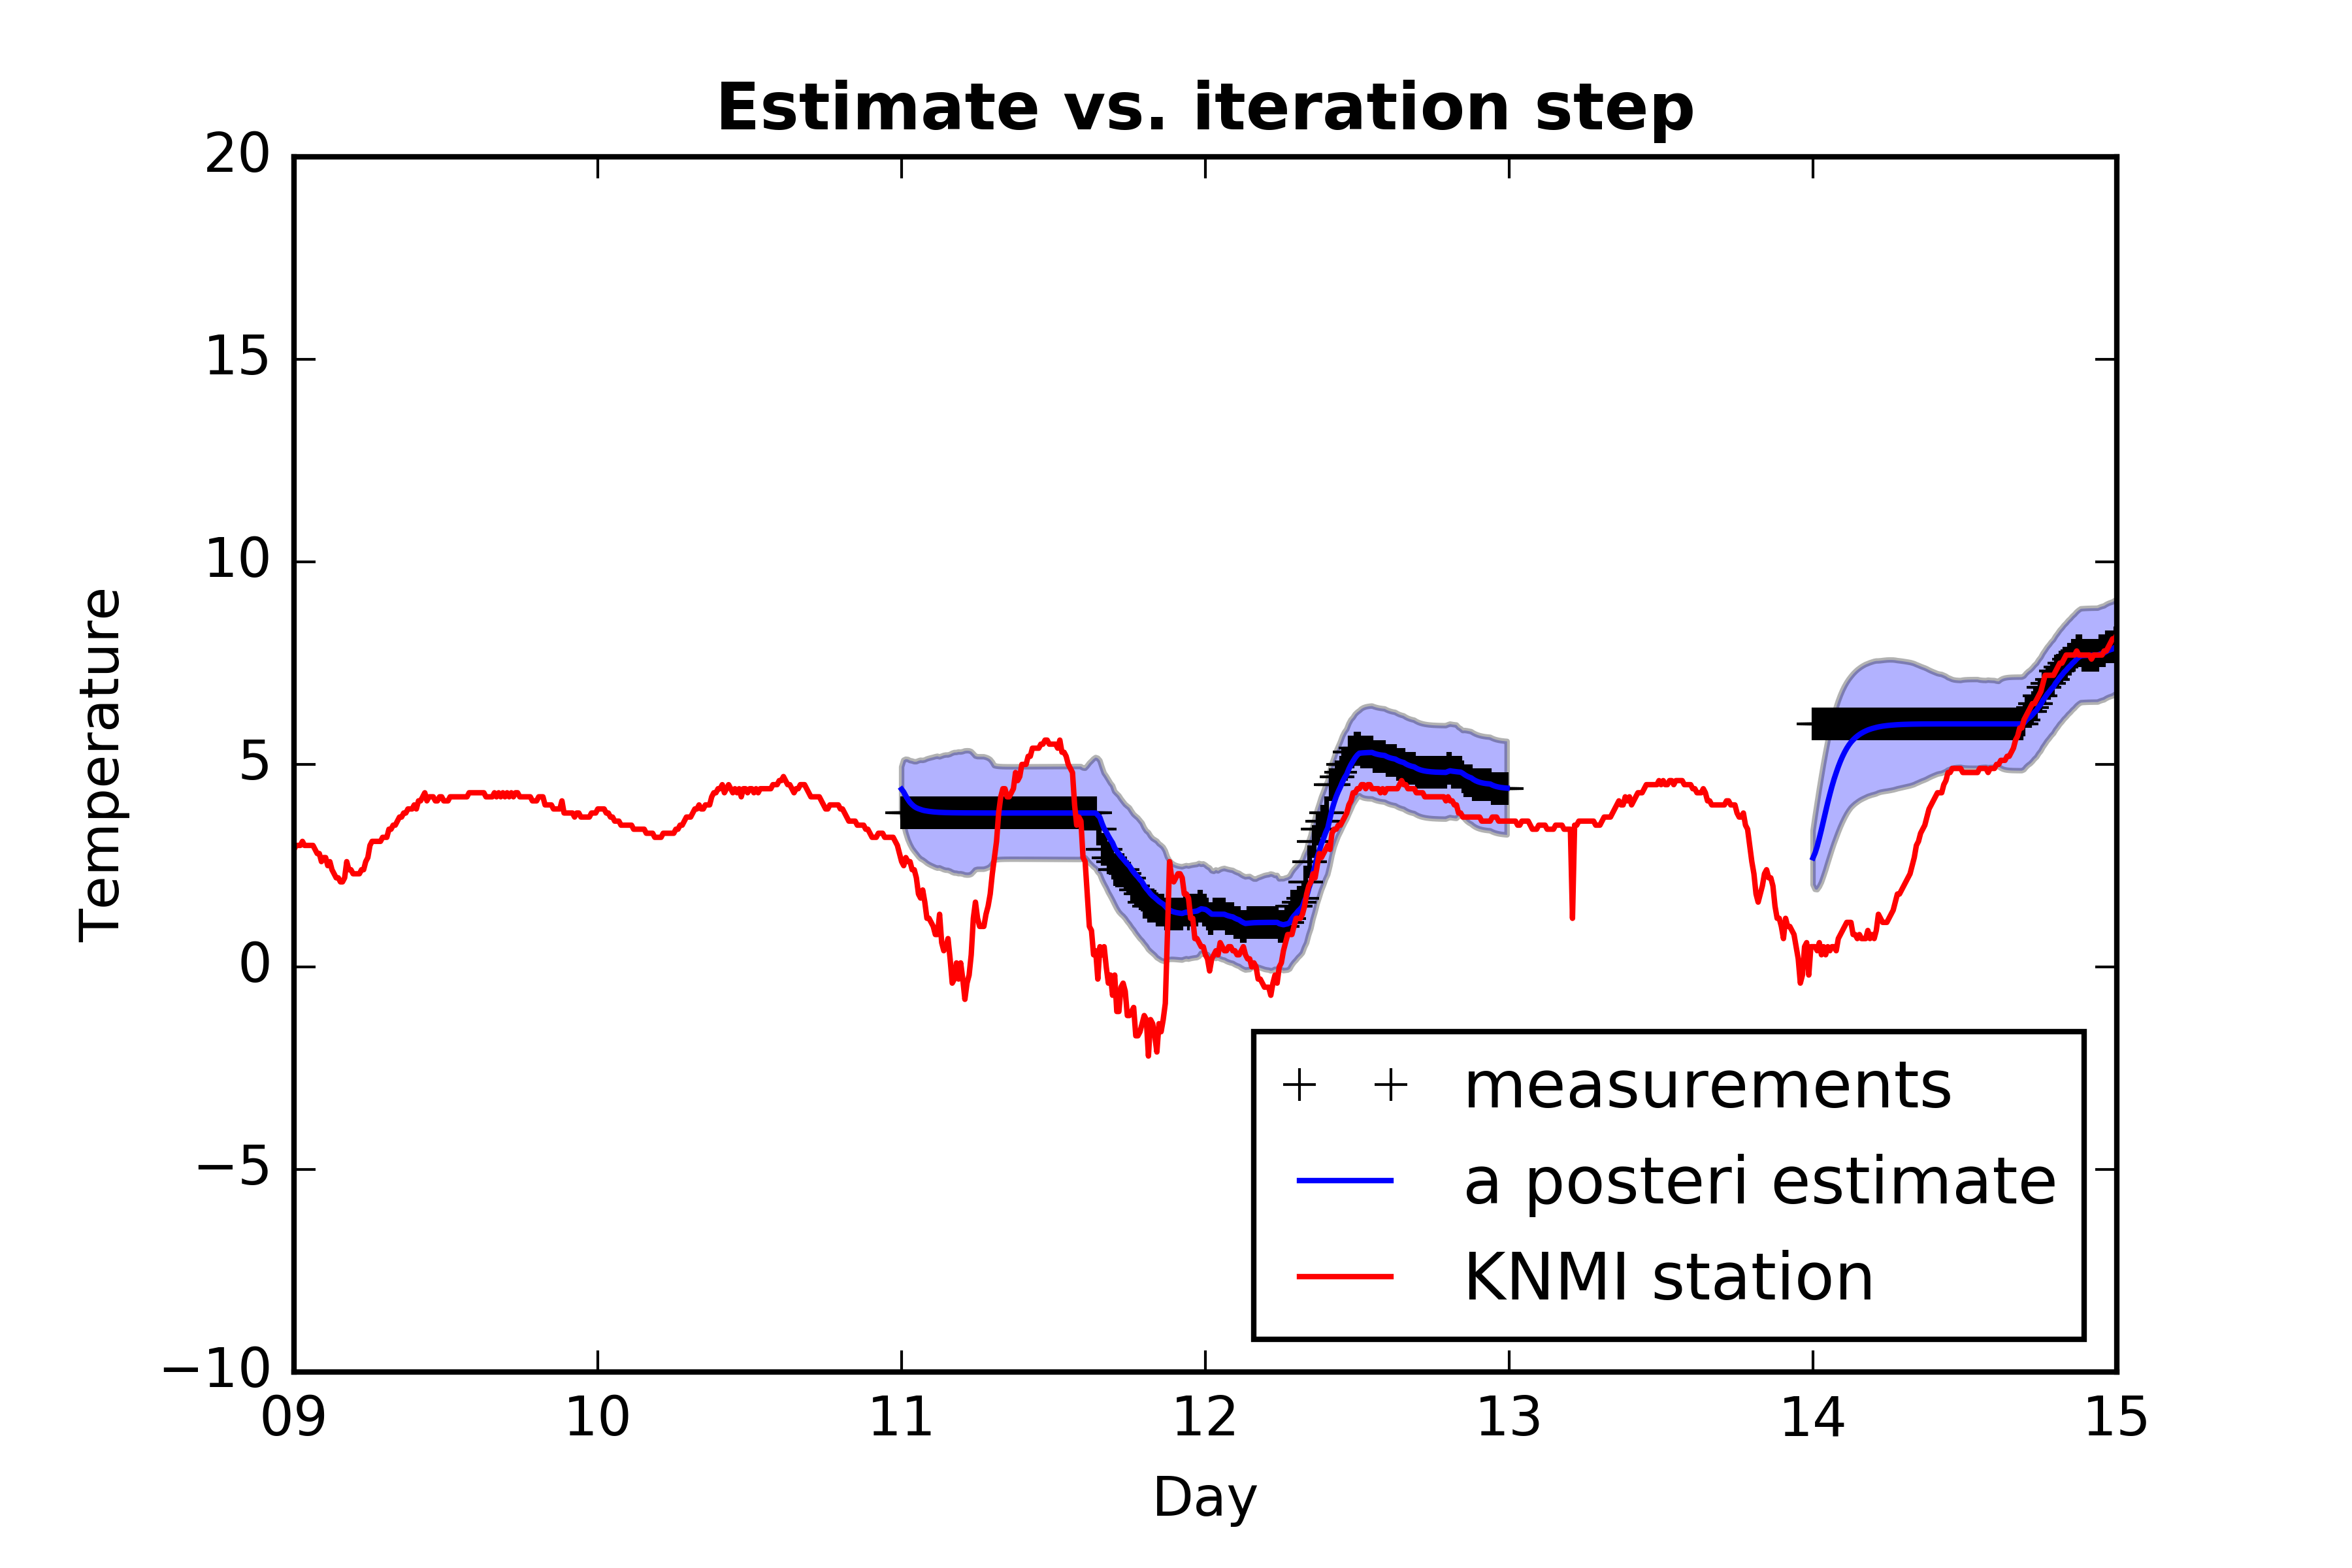 Estimate vs. iteration step
20
15
10
5
0
−5
−10
Temperature
measurements
a posteri estimate
KNMI station
09 10 11 12 13 14 15
Day